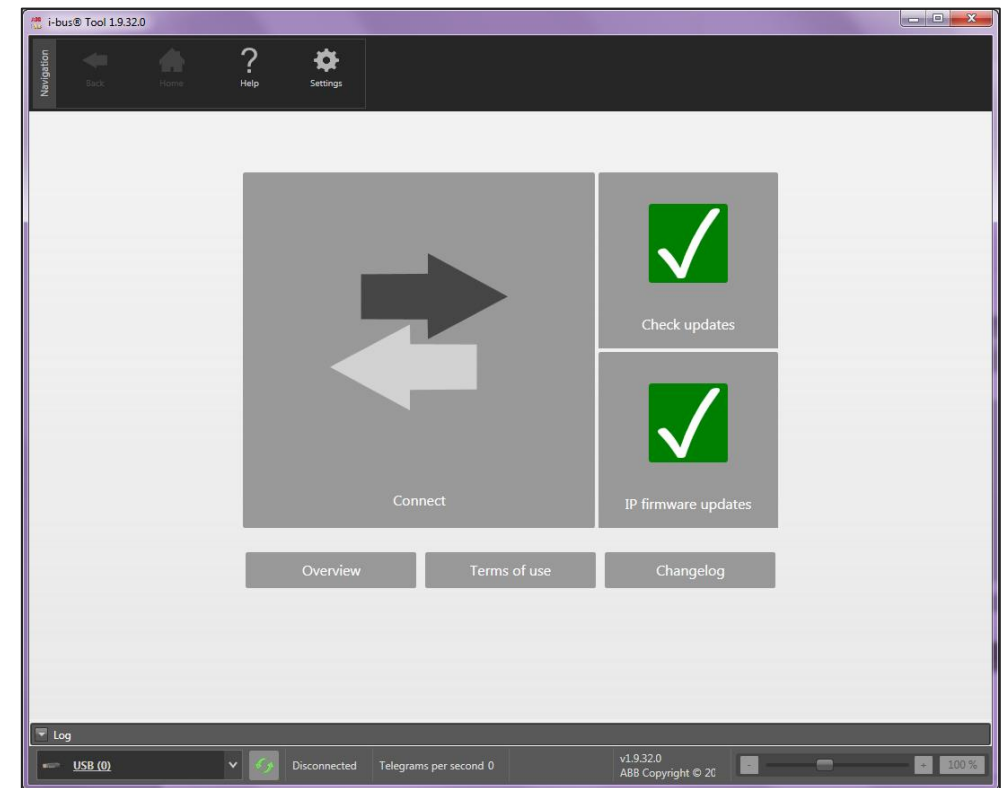 i-bus® Tool 1.9.32.0
Navigation
Back
Home
?
Help
Settings
Check updates
Connect
IP firmware updates
Overview
Terms of use
Changelog
Log
USB (0)
Disconnected
Telegrams per second 0
v1.9.32.0
ABB Copyright © 20
-
+
100 %